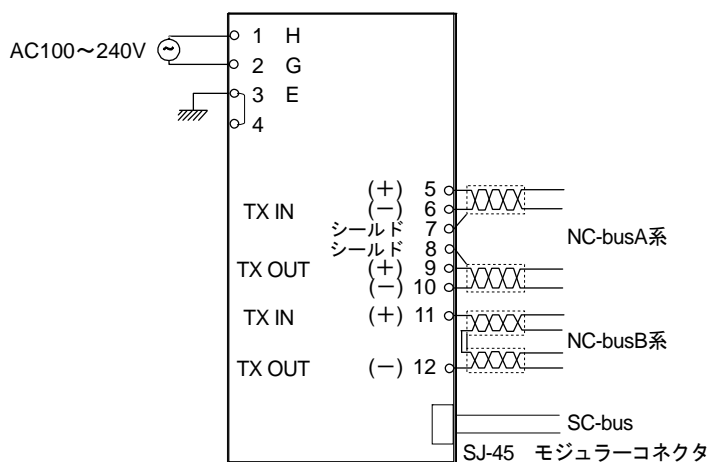 1 H
AC100～240V
2 G
3 E
4
(＋) 5
TX IN (－) 6
シールド 7
シールド 8
NC-busA系
TX OUT (＋) 9
(－) 10
TX IN (＋) 11
NC-busB系
TX OUT (－) 12
SC-bus
SJ-45 モジュラーコネクタ